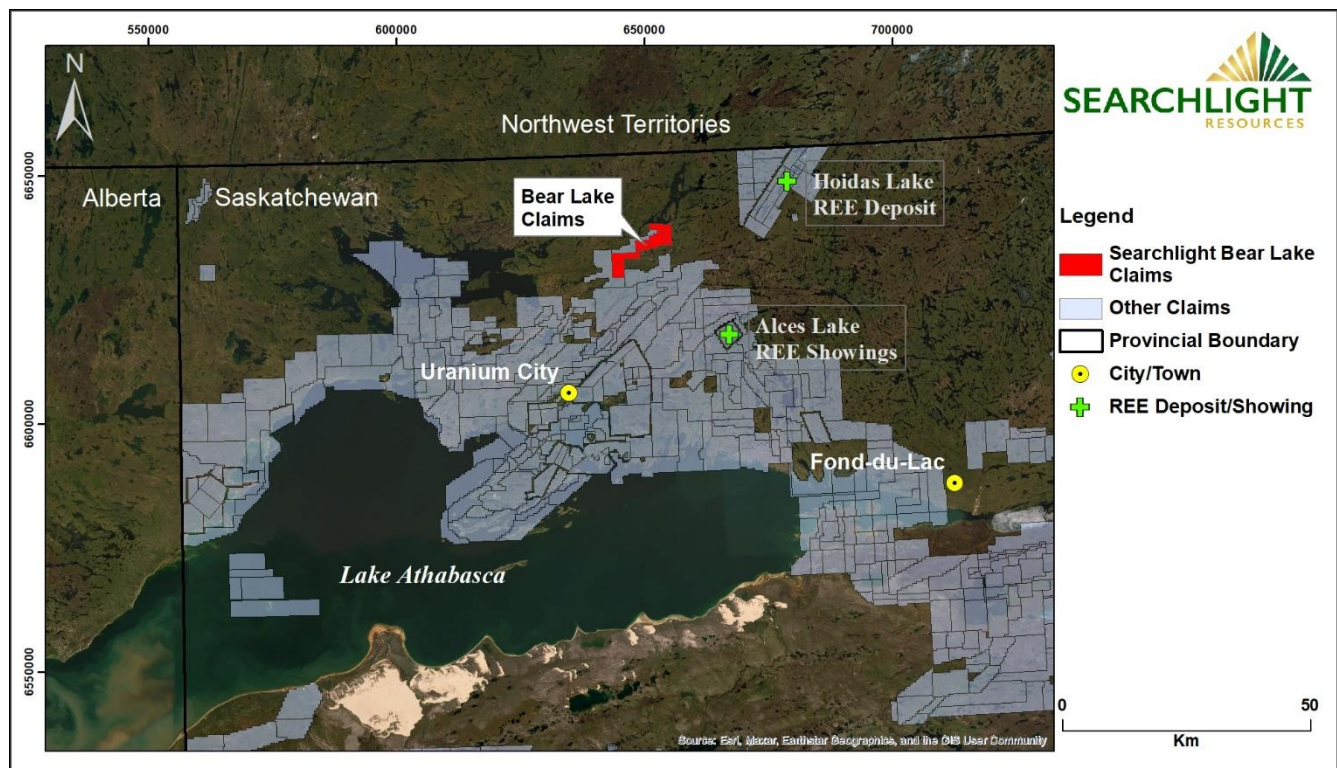 550000
600000
650000
700000
N
Northwest Territories
SEARCHLIGHT
RESOURCES
6650000
Alberta
Saskatchewan
Bear Lake
Claims
Hoidas Lake
REE Deposit
Legend
Searchlight Bear Lake
Claims
Other Claims
Provincial Boundary
City/Town
REE Deposit/Showing
Alces Lake
REE Showings
Uranium City
6600000
Fond-du-Lac
Lake Athabasca
6550000
0
50
Km
Source: Esri, Maxar, Earthstar Geographics, and the GIS User Community